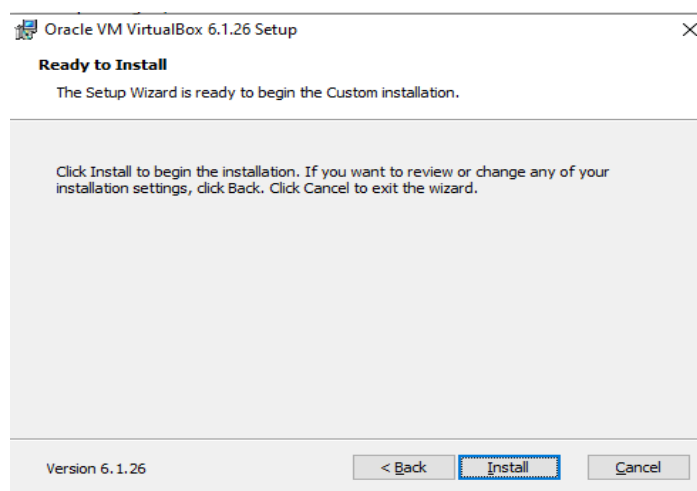 Oracle VM VirtualBox 6.1.26 Setup
Ready to Install
The Setup Wizard is ready to begin the Custom installation.
Click Install to begin the installation. If you want to review or change any of your
installation settings, click Back. Click Cancel to exit the wizard.
Version 6.1.26
< Back
Install
Cancel